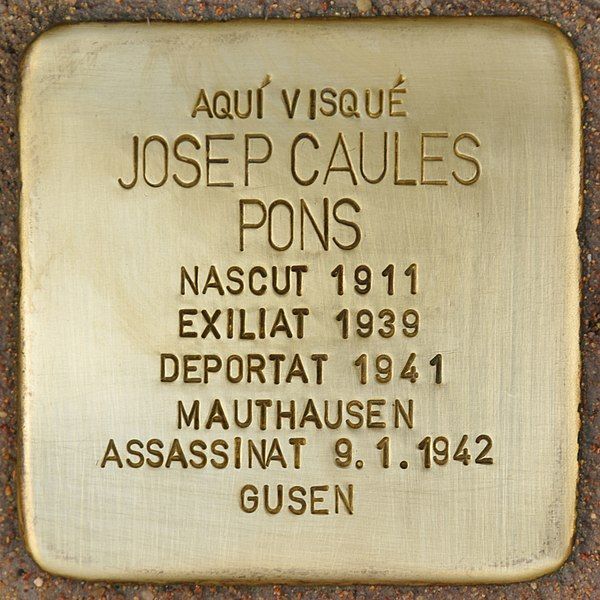 AQUÍ VISQUÉ
JOSEP CAULES
PONS
NASCUT 1911
EXILIAT 1939
DEPORTAT 1941
MAUTHAUSEN
ASSASSINAT 9.1.1942
GUSEN